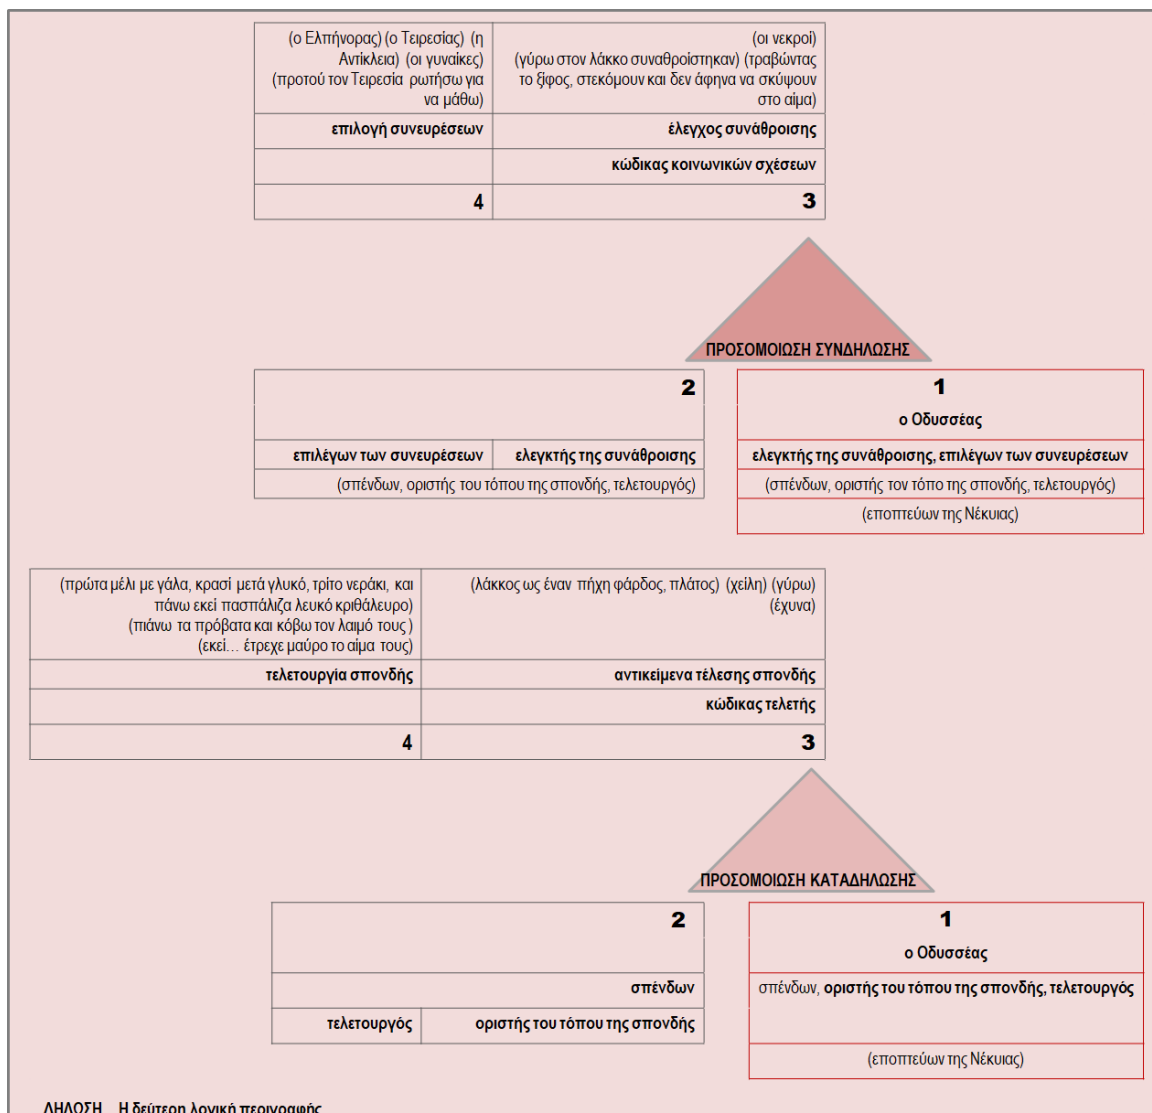 (ο Ελπήνορας) (ο Τειρεσίας) (η
Αντίκλεια) (οι γυναίκες)
(προτού τον Τειρεσία ρωτήσω για
να μάθω)
(οι νεκροί)
(γύρω στον λάκκο συναθροίστηκαν) (τραβώντας
το ξίφος, στεκόμουν και δεν άφηνα να σκύψουν
στο αίμα)
επιλογή συνευρέσεων
έλεγχος συνάθροισης
κώδικας κοινωνικών σχέσεων
4
3
ΠΡΟΣΟΜΟΙΩΣΗ ΣΥΝΔΗΛΩΣΗΣ
2
1
ο Οδυσσέας
επιλέγων των συνευρέσεων
ελεγκτής της συνάθροισης
ελεγκτής της συνάθροισης, επιλέγων των συνευρέσεων
(σπένδων, οριστής του τόπου της σπονδής, τελετουργός)
(σπένδων, οριστής τον τόπο της σπονδής, τελετουργός)
(εποπτεύων της Νέκυιας)
(πρώτα μέλι με γάλα, κρασί μετά γλυκό, τρίτο νεράκι, και
πάνω εκεί πασπάλιζα λευκό κριθάλευρο)
(πιάνω τα πρόβατα και κόβω τον λαιμό τους )
(εκεί… έτρεχε μαύρο το αίμα τους)
(λάκκος ως έναν πήχη φάρδος, πλάτος) (χείλη) (γύρω)
(έχυνα)
τελετουργία σπονδής
αντικείμενα τέλεσης σπονδής
κώδικας τελετής
4
3
ΠΡΟΣΟΜΟΙΩΣΗ ΚΑΤΑΔΗΛΩΣΗΣ
2
1
ο Οδυσσέας
σπένδων
σπένδων, οριστής του τόπου της σπονδής, τελετουργός
τελετουργός
οριστής του τόπου της σπονδής
(εποπτεύων της Νέκυιας)
ΔΗΛΩΣΗ Η δεύτερη λογική περιγραφής